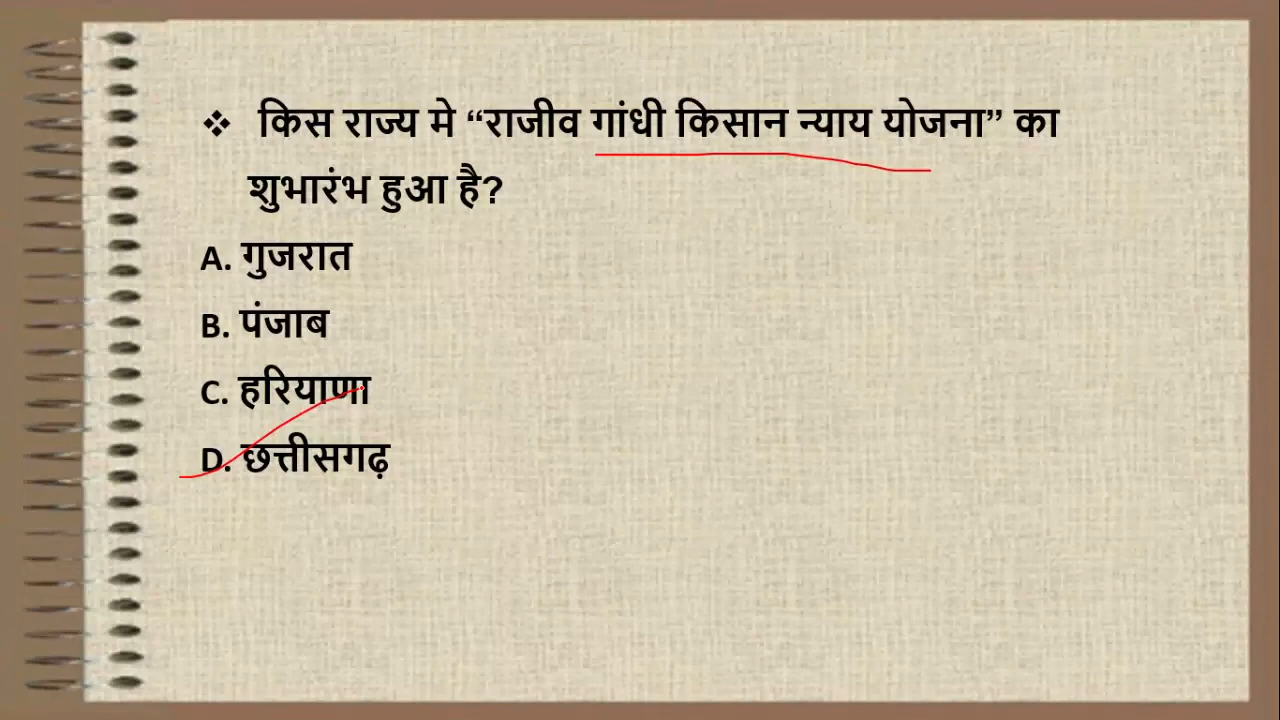 ❖ किस राज्य मे “राजीव गांधी किसान न्याय योजना” का
शुभारंभ हुआ है?
A. गुजरात
B. पंजाब
C. हरियाणा
D. छत्तीसगढ़